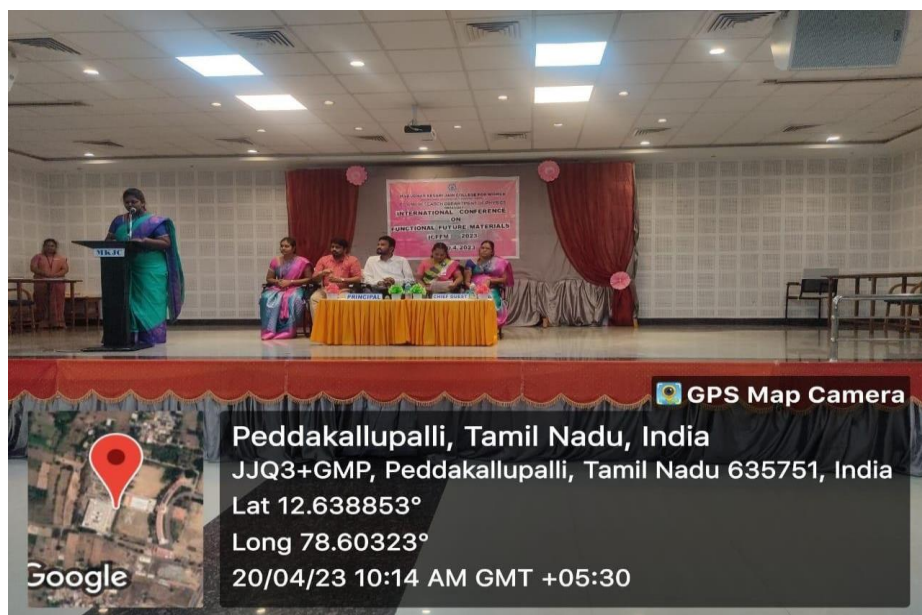 INTERNATIONAL CONFERENCE
ON
FUNCTIONAL FUTURE MATERIALS
2023
MKJC
PRINCIPAL
CHIEF GUEST
GPS Map Camera
Peddakallupalli, Tamil Nadu, India
JJQ3+GMP, Peddakallupalli, Tamil Nadu 635751, India
Lat 12.638853°
Long 78.60323°
20/04/23 10:14 AM GMT +05:30
Google